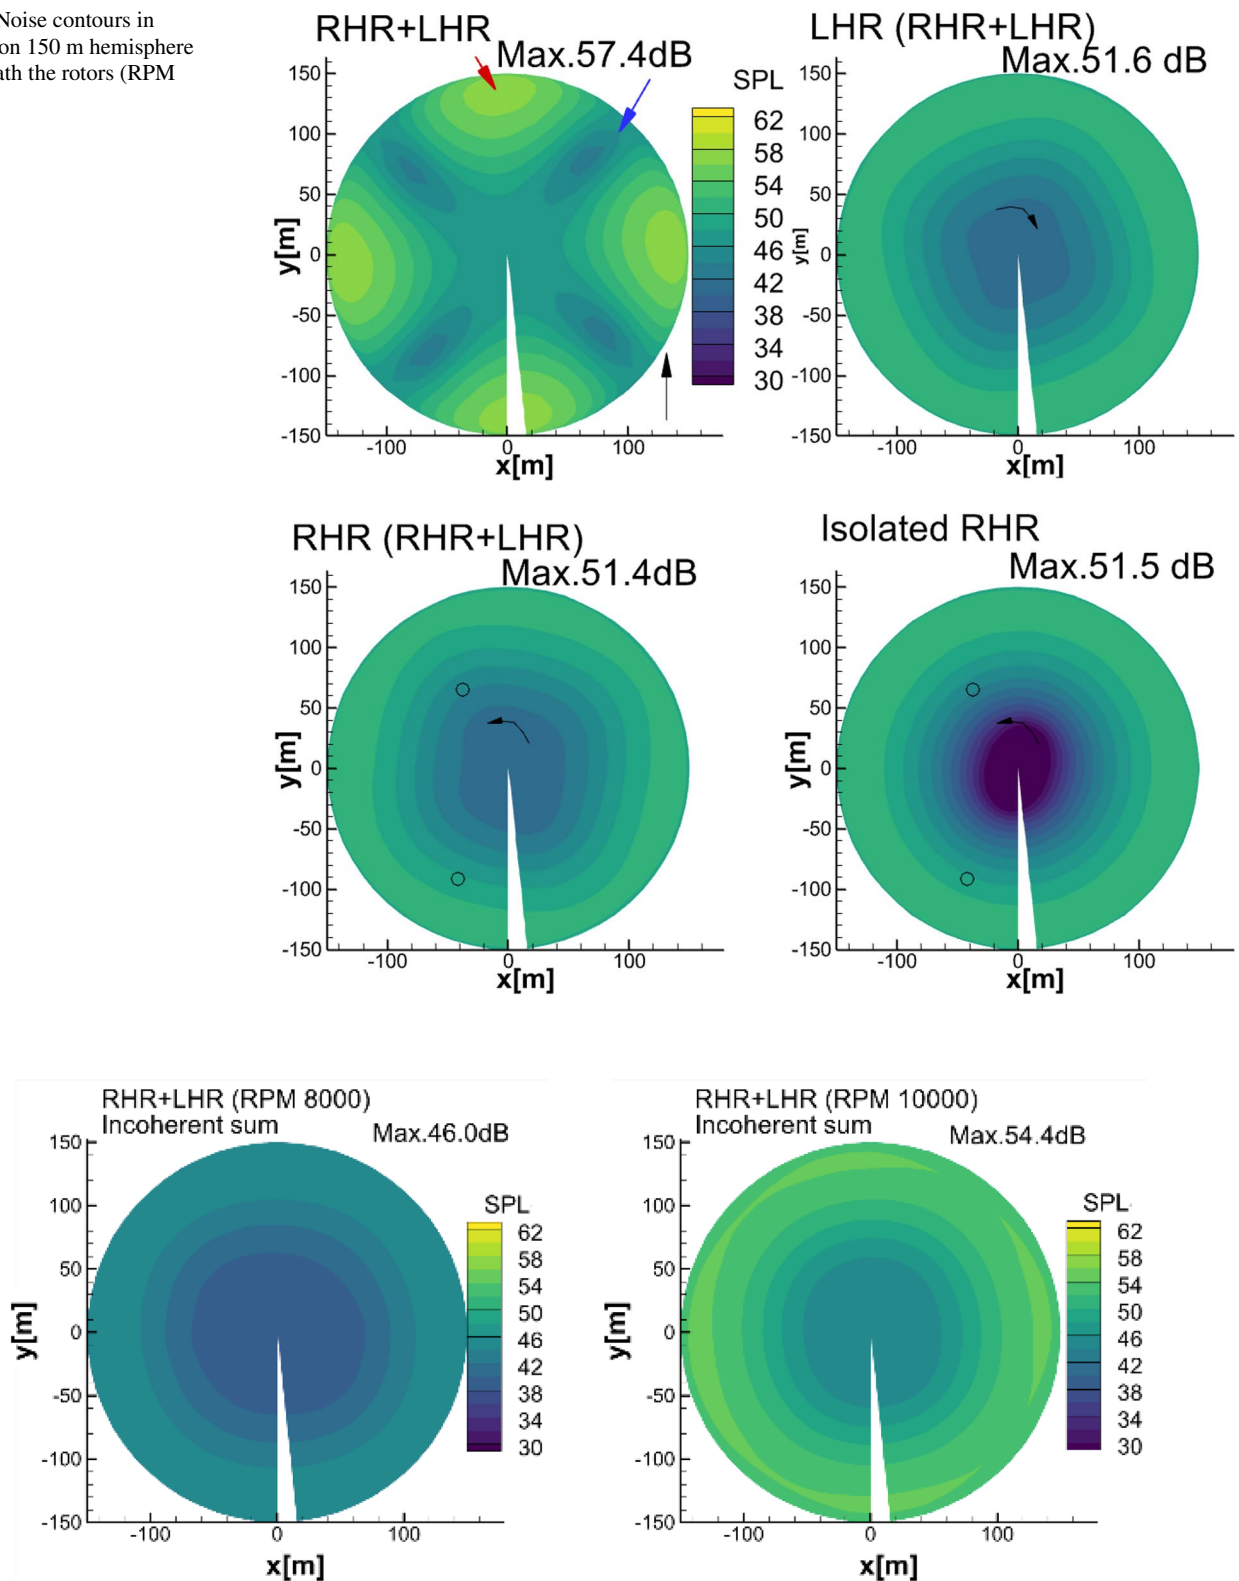 Noise contours in
on 150 m hemisphere
ath the rotors (RPM
RHR+LHR
Max.57.4dB
SPL
62
58
54
50
46
42
38
34
30
150
100
50
0
-50
-100
-150
y[m]
-100
0
100
x[m]
LHR (RHR+LHR)
Max.51.6 dB
150
100
50
0
-50
-100
-150
y[m]
-100
0
100
x[m]
RHR (RHR+LHR)
Max.51.4dB
150
100
50
0
-50
-100
-150
y[m]
-100
0
100
x[m]
Isolated RHR
Max.51.5 dB
150
100
50
0
-50
-100
-150
y[m]
-100
0
100
x[m]
RHR+LHR (RPM 8000)
Incoherent sum
Max.46.0dB
SPL
62
58
54
50
46
42
38
34
30
150
100
50
0
-50
-100
-150
y[m]
-100
0
100
x[m]
RHR+LHR (RPM 10000)
Incoherent sum
Max.54.4dB
SPL
62
58
54
50
46
42
38
34
30
150
100
50
0
-50
-100
-150
y[m]
-100
0
100
x[m]